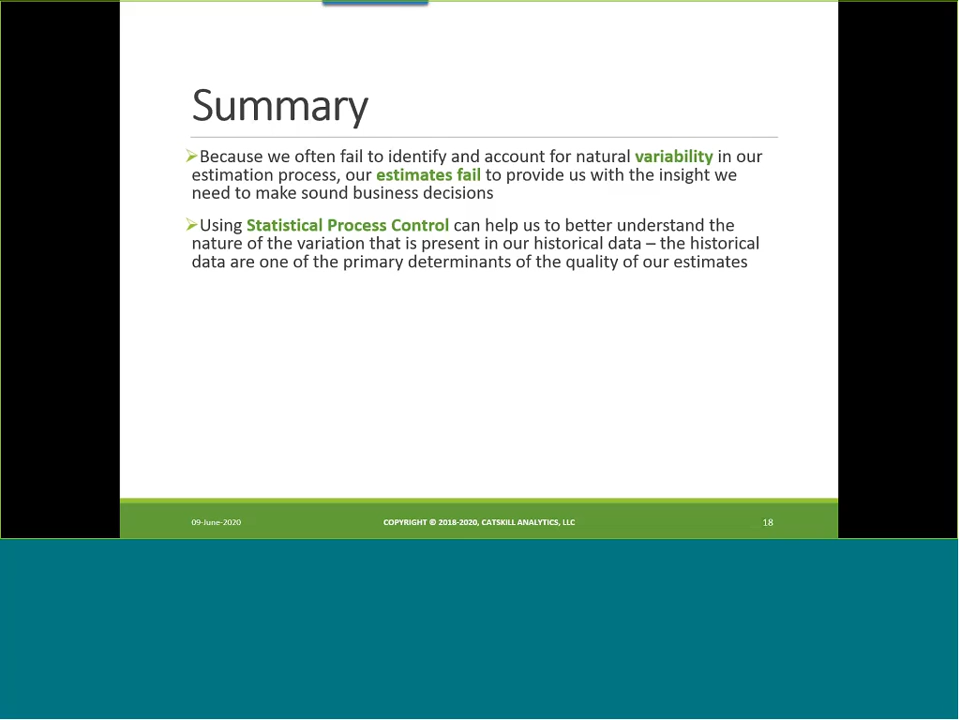 Summary
Because we often fail to identify and account for natural variability in our
estimation process, our estimates fail to provide us with the insight we
need to make sound business decisions
Using Statistical Process Control can help us to better understand the
nature of the variation that is present in our historical data – the historical
data are one of the primary determinants of the quality of our estimates
09-June-2020
COPYRIGHT © 2018-2020, CATSKILL ANALYTICS, LLC
18